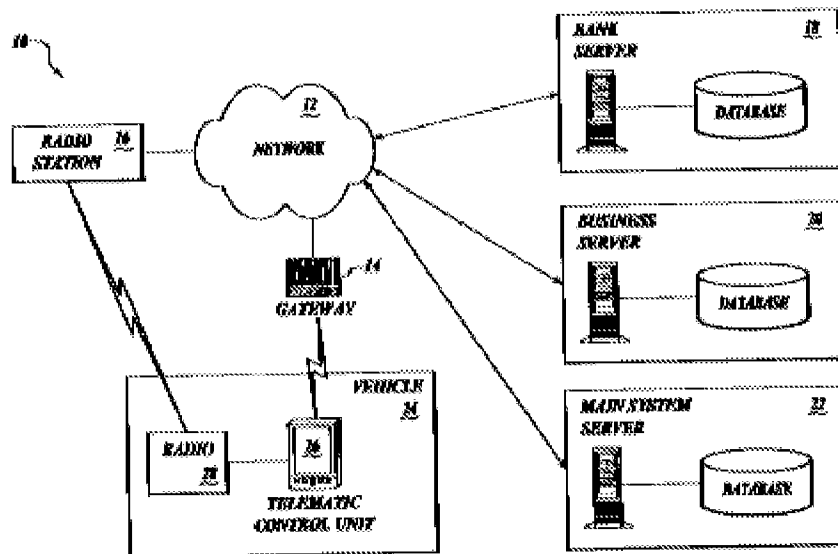 10
RADIO 16
STATION
12
NETWORK
14
GATEWAY
BANK 18
SERVER
DATABASE
BUSINESS 20
SERVER
DATABASE
MAIN SYSTEM 22
SERVER
DATABASE
VEHICLE
24
RADIO
28
26
TELEMATIC
CONTROL UNIT